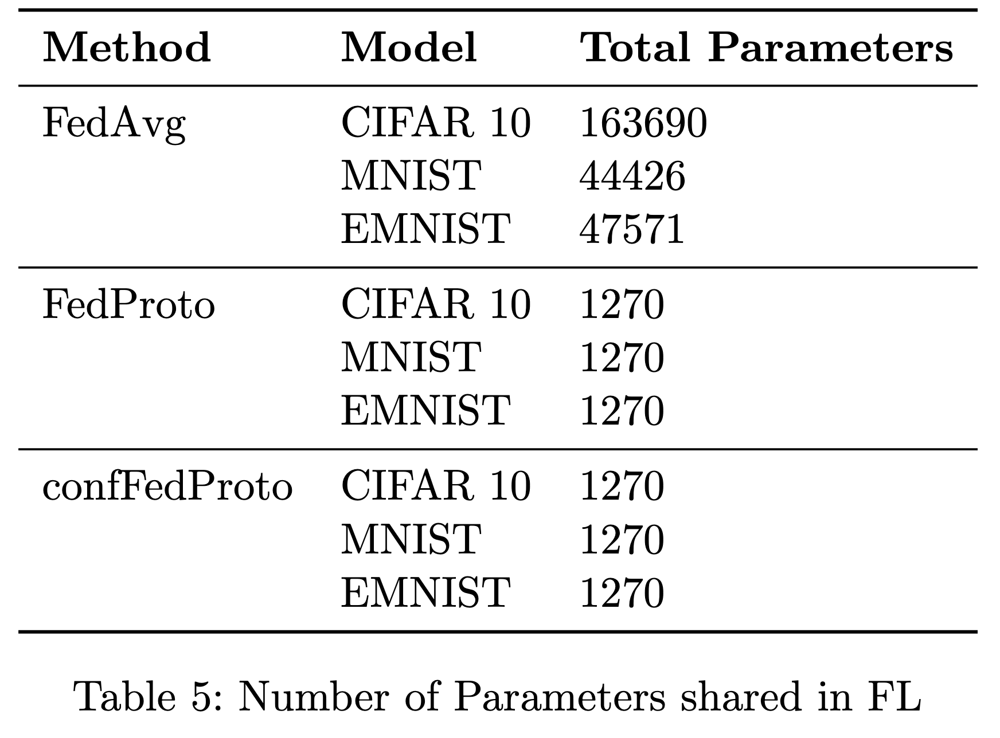 Method Model Total Parameters
FedAvg CIFAR 10 163690
MNIST 44426
EMNIST 47571
FedProto CIFAR 10 1270
MNIST 1270
EMNIST 1270
confFedProto CIFAR 10 1270
MNIST 1270
EMNIST 1270
Table 5: Number of Parameters shared in FL